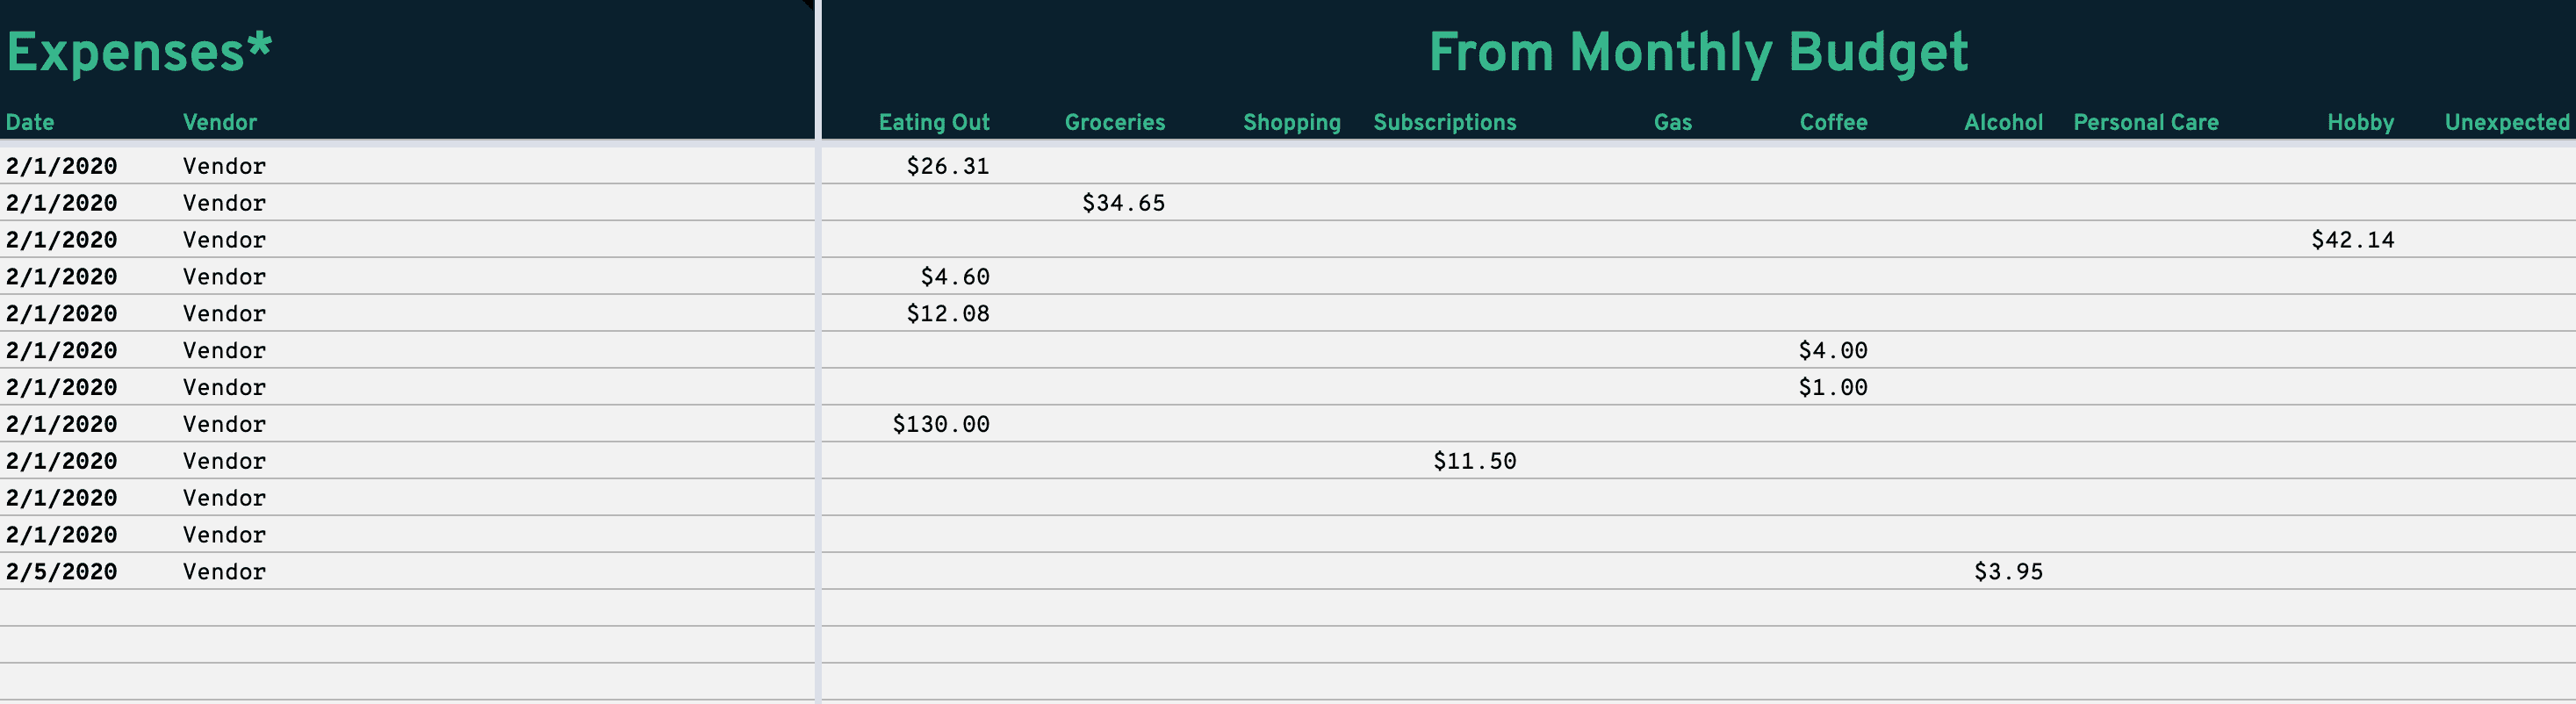 Expenses* From Monthly Budget
Date Vendor Eating Out Groceries Shopping Subscriptions Gas Coffee Alcohol Personal Care Hobby Unexpected
2/1/2020 Vendor $26.31
2/1/2020 Vendor $34.65
2/1/2020 Vendor $42.14
2/1/2020 Vendor $4.60
2/1/2020 Vendor $12.08
2/1/2020 Vendor $4.00
2/1/2020 Vendor $1.00
2/1/2020 Vendor $130.00
2/1/2020 Vendor $11.50
2/1/2020 Vendor
2/1/2020 Vendor
2/5/2020 Vendor $3.95